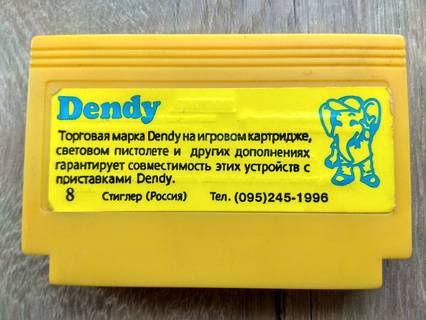 Dendy
Торговая марка Dendy на игровом картридже,
световом пистолете и других дополнениях
гарантирует совместимость этих устройств с
приставками Dendy.
8 Стиглер (Россия) Тел. (095)245-1996